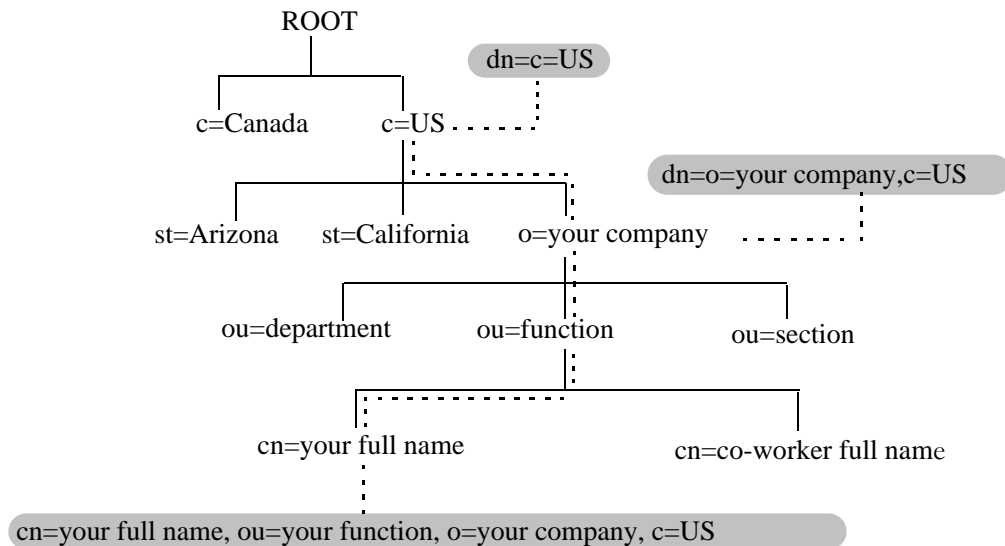 ROOT
dn=c=US
c=Canada
c=US
dn=o=your company,c=US
st=Arizona
st=California
o=your company
ou=department
ou=function
ou=section
cn=your full name
cn=co-worker full name
cn=your full name, ou=your function, o=your company, c=US